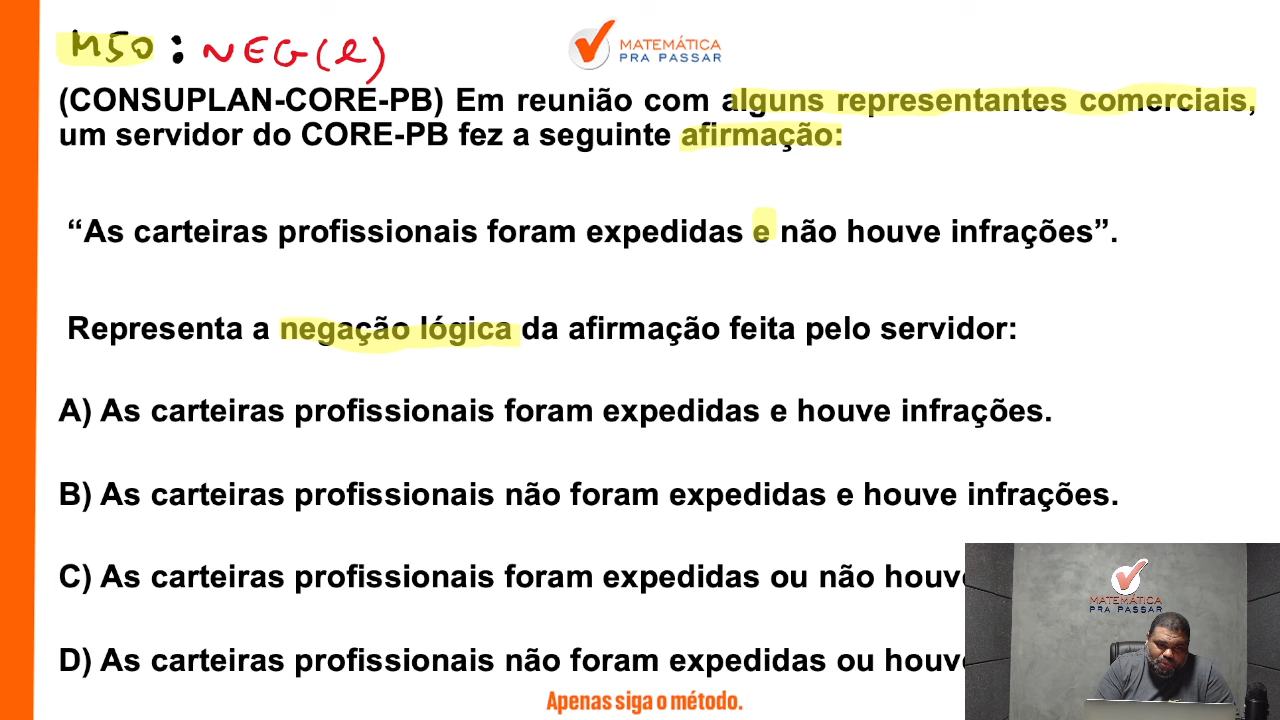 M50 : NEG(e)
MATEMÁTICA
PRA PASSAR
(CONSUPLAN-CORE-PB) Em reunião com alguns representantes comerciais,
um servidor do CORE-PB fez a seguinte afirmação:
“As carteiras profissionais foram expedidas e não houve infrações”.
Representa a negação lógica da afirmação feita pelo servidor:
A) As carteiras profissionais foram expedidas e houve infrações.
B) As carteiras profissionais não foram expedidas e houve infrações.
C) As carteiras profissionais foram expedidas ou não houve
D) As carteiras profissionais não foram expedidas ou houve
MATEMÁTICA
PRA PASSAR
Apenas siga o método.